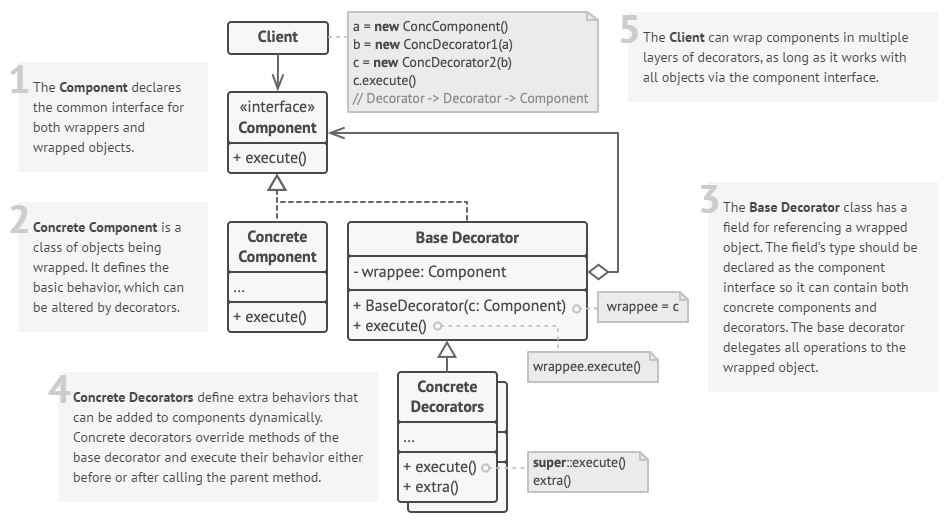 Client
a = new ConcComponent()
b = new ConcDecorator1(a)
c = new ConcDecorator2(b)
c.execute()
// Decorator -> Decorator -> Component
5
The Client can wrap components in multiple
layers of decorators, as long as it works with
all objects via the component interface.
1
The Component declares
the common interface for
both wrappers and
wrapped objects.
«interface»
Component
+ execute()
2
Concrete Component is a
class of objects being
wrapped. It defines the
basic behavior, which can
be altered by decorators.
Concrete
Component
...
+ execute()
Base Decorator
- wrappee: Component
+ BaseDecorator(c: Component)
+ execute()
wrappee = c
wrappee.execute()
3
The Base Decorator class has a
field for referencing a wrapped
object. The field's type should be
declared as the component
interface so it can contain both
concrete components and
decorators. The base decorator
delegates all operations to the
wrapped object.
4
Concrete Decorators define extra behaviors that
can be added to components dynamically.
Concrete decorators override methods of the
base decorator and execute their behavior either
before or after calling the parent method.
Concrete
Decorators
...
+ execute()
+ extra()
super::execute()
extra()